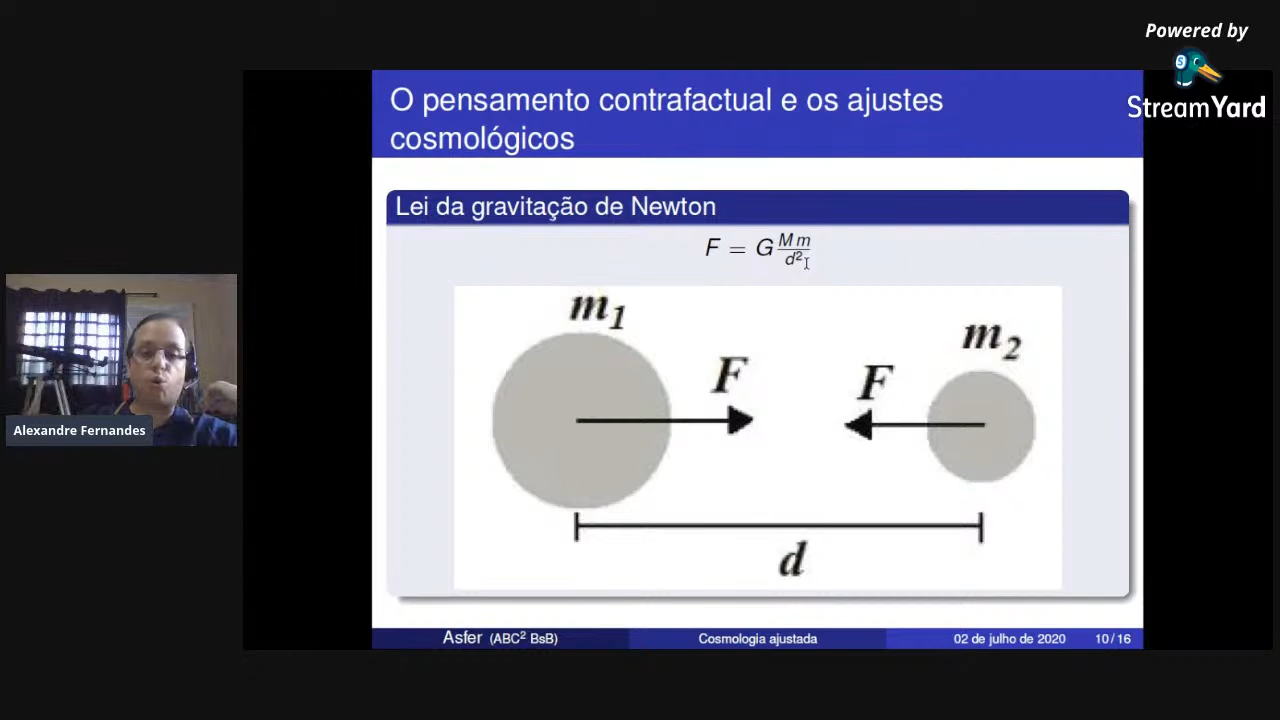 Powered by
StreamYard
O pensamento contrafactual e os ajustes
cosmológicos
Lei da gravitação de Newton
F = G Mm/d²
m₁
m₂
F
F
d
Alexandre Fernandes
Asfer (ABC² BsB)
Cosmologia ajustada
02 de julho de 2020
10 / 16